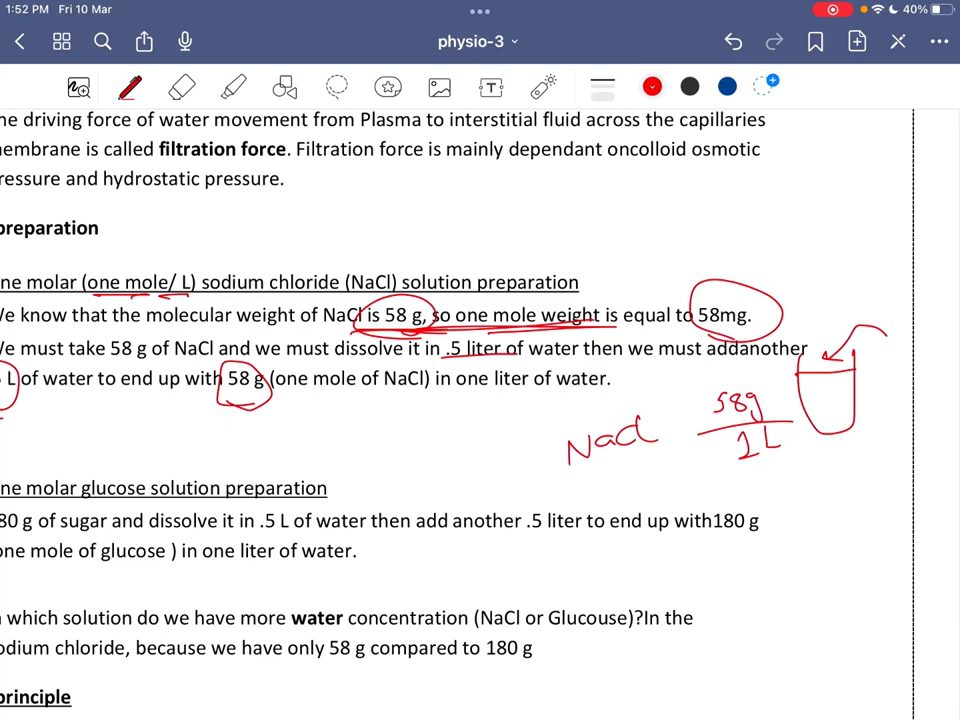 1:52 PM Fri 10 Mar
40%
physio-3
he driving force of water movement from Plasma to interstitial fluid across the capillaries
nembrane is called filtration force. Filtration force is mainly dependant oncolloid osmotic
ressure and hydrostatic pressure.
preparation
ne molar (one mole/ L) sodium chloride (NaCl) solution preparation
We know that the molecular weight of NaCl is 58 g, so one mole weight is equal to 58mg.
We must take 58 g of NaCl and we must dissolve it in .5 liter of water then we must addanother
5 L of water to end up with 58 g (one mole of NaCl) in one liter of water.
58g
NaCl
1 L
ne molar glucose solution preparation
80 g of sugar and dissolve it in .5 L of water then add another .5 liter to end up with180 g
one mole of glucose ) in one liter of water.
n which solution do we have more water concentration (NaCl or Glucouse)?In the
odium chloride, because we have only 58 g compared to 180 g
principle